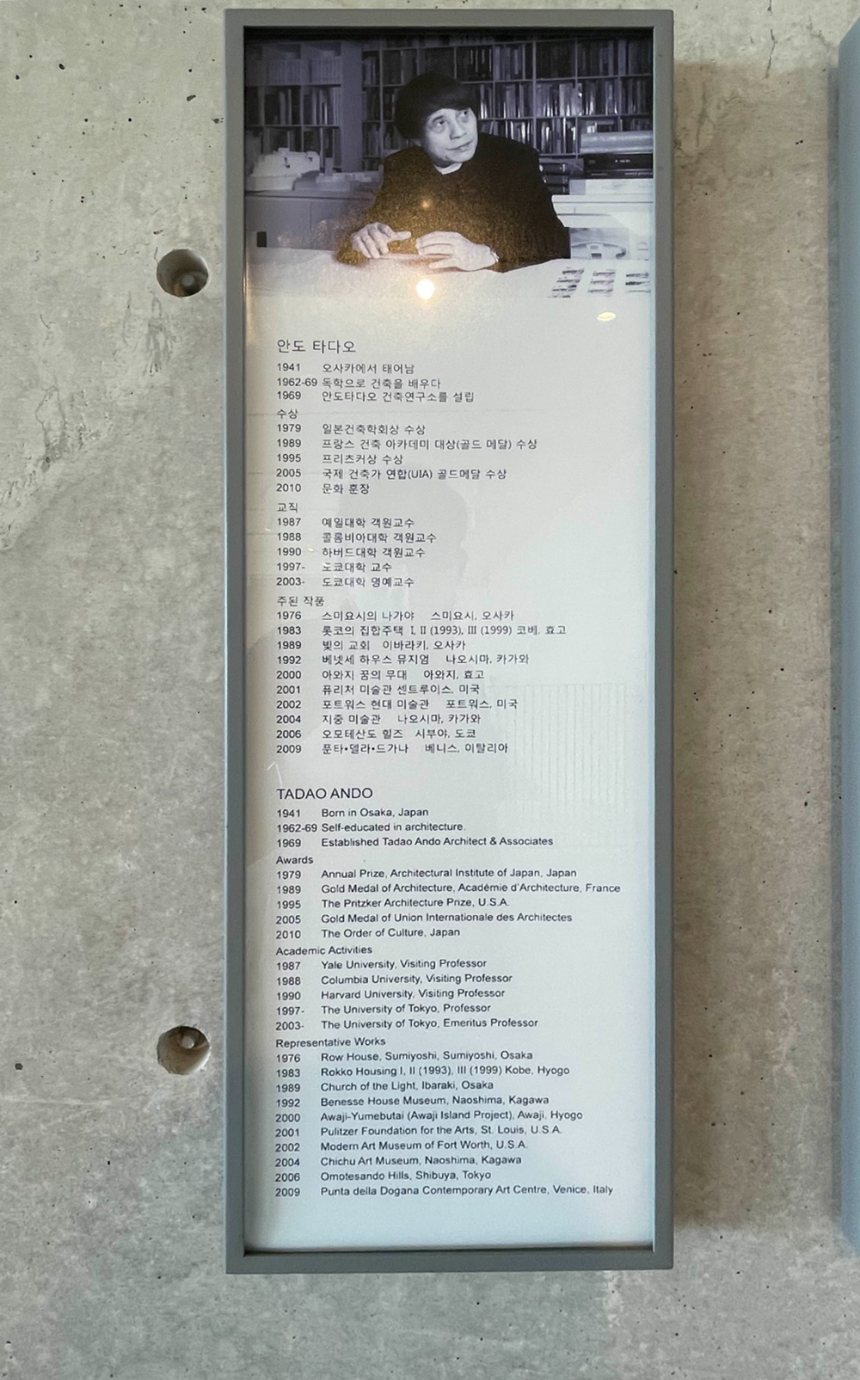 안도 타다오
1941 오사카에서 태어남
1962-69 독학으로 건축을 배우다
1969 안도타다오 건축연구소를 설립
수상
1979 일본건축학회상 수상
1989 프랑스 건축 아카데미 대상(골드 메달) 수상
1995 프리츠커상 수상
2005 국제 건축가 연합(UIA) 골드메달 수상
2010 문화 훈장
교직
1987 예일대학 객원교수
1988 콜롬비아대학 객원교수
1990 하버드대학 객원교수
1997- 도쿄대학 교수
2003- 도쿄대학 명예교수
주된 작품
1976 스미요시의 나가야 스미요시, 오사카
1983 롯코의 집합주택 I, II (1993), III (1999) 코베, 효고
1989 빛의 교회 이바라키, 오사카
1992 베넷세 하우스 뮤지엄 나오시마, 카가와
2000 아와지 꿈의 무대 아와지, 효고
2001 퓨리처 미술관 센트루이스, 미국
2002 포트워스 현대 미술관 포트워스, 미국
2004 지중 미술관 나오시마, 카가와
2006 오모테산도 힐즈 시부야, 도쿄
2009 푼타•델라•드가나 베니스, 이탈리아
TADAO ANDO
1941 Born in Osaka, Japan
1962-69 Self-educated in architecture.
1969 Established Tadao Ando Architect & Associates
Awards
1979 Annual Prize, Architectural Institute of Japan, Japan
1989 Gold Medal of Architecture, Académie d'Architecture, France
1995 The Pritzker Architecture Prize, U.S.A.
2005 Gold Medal of Union Internationale des Architectes
2010 The Order of Culture, Japan
Academic Activities
1987 Yale University, Visiting Professor
1988 Columbia University, Visiting Professor
1990 Harvard University, Visiting Professor
1997- The University of Tokyo, Professor
2003- The University of Tokyo, Emeritus Professor
Representative Works
1976 Row House, Sumiyoshi, Sumiyoshi, Osaka
1983 Rokko Housing I, II (1993), III (1999) Kobe, Hyogo
1989 Church of the Light, Ibaraki, Osaka
1992 Benesse House Museum, Naoshima, Kagawa
2000 Awaji-Yumebutai (Awaji Island Project), Awaji, Hyogo
2001 Pulitzer Foundation for the Arts, St. Louis, U.S.A.
2002 Modern Art Museum of Fort Worth, U.S.A.
2004 Chichu Art Museum, Naoshima, Kagawa
2006 Omotesando Hills, Shibuya, Tokyo
2009 Punta della Dogana Contemporary Art Centre, Venice, Italy